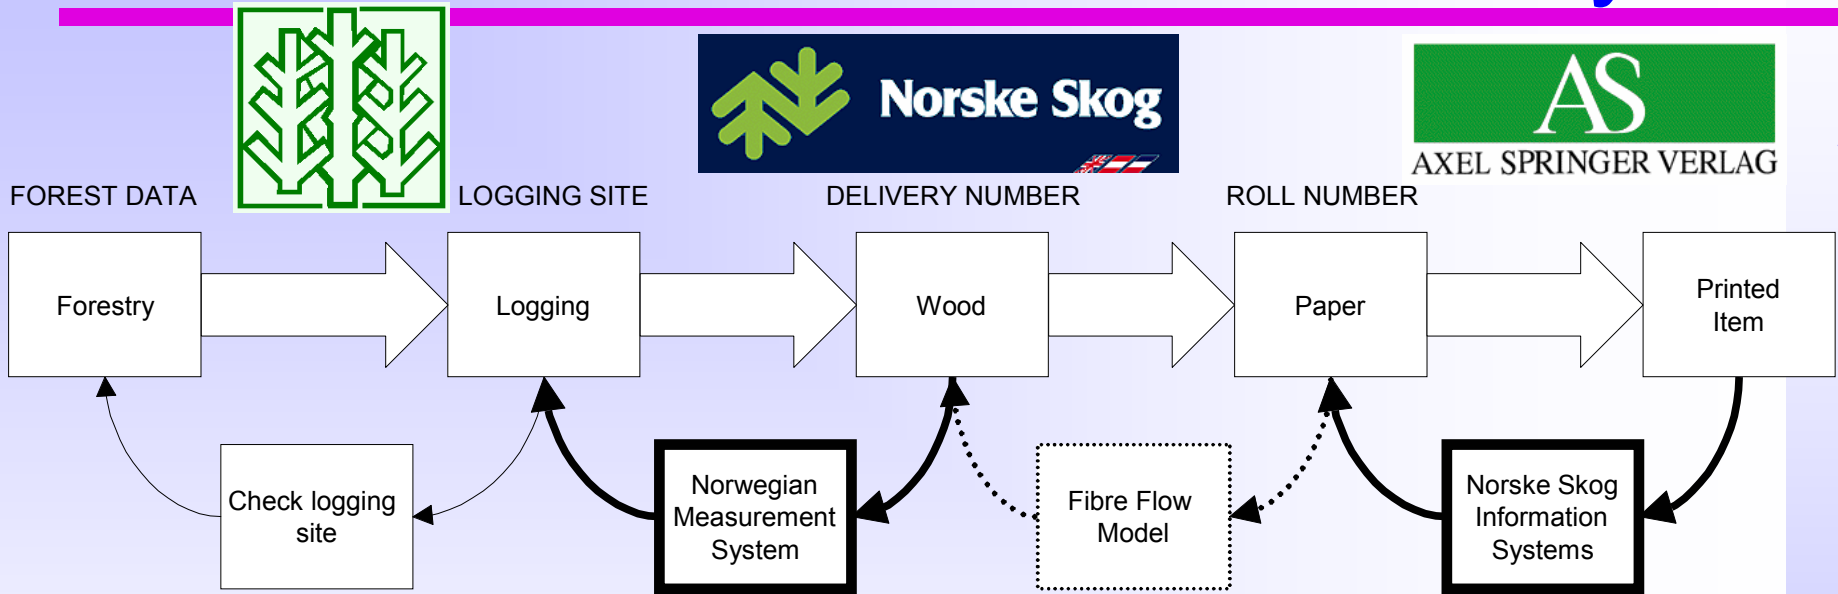 Norske Skog
AS
AXEL SPRINGER VERLAG
FOREST DATA
LOGGING SITE
DELIVERY NUMBER
ROLL NUMBER
Forestry
Logging
Wood
Paper
Printed
Item
Check logging
site
Norwegian
Measurement
System
Fibre Flow
Model
Norske Skog
Information
Systems